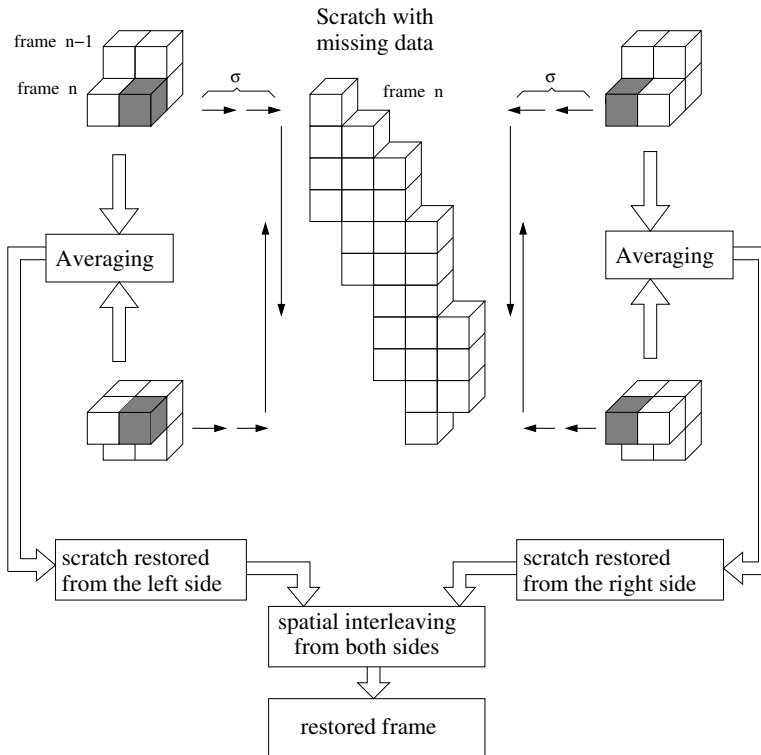 Scratch with
missing data
frame n−1
frame n
σ
frame n
σ
Averaging
Averaging
scratch restored
from the left side
scratch restored
from the right side
spatial interleaving
from both sides
restored frame